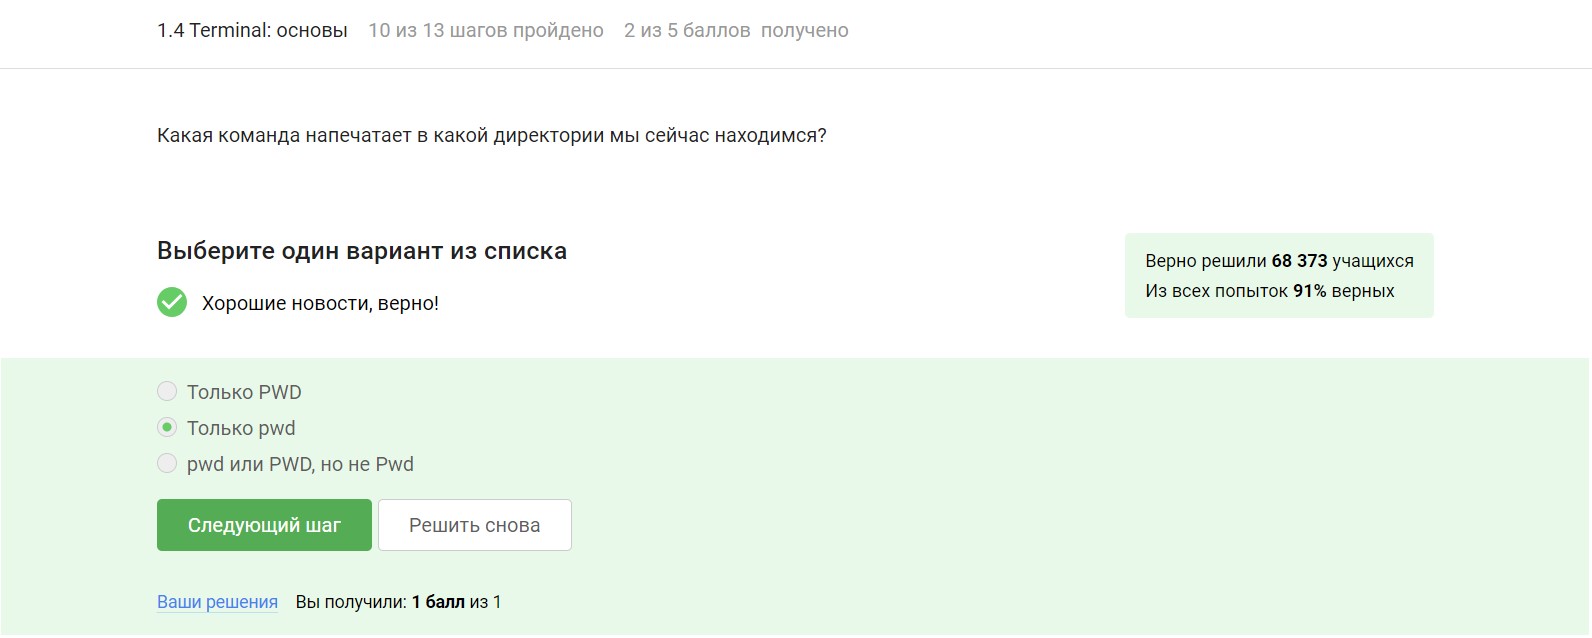 1.4 Terminal: основы 10 из 13 шагов пройдено 2 из 5 баллов получено
Какая команда напечатает в какой директории мы сейчас находимся?
Выберите один вариант из списка
Хорошие новости, верно!
Верно решили 68 373 учащихся
Из всех попыток 91% верных
Только PWD
Только pwd
pwd или PWD, но не Pwd
Следующий шаг Решить снова
Ваши решения Вы получили: 1 балл из 1